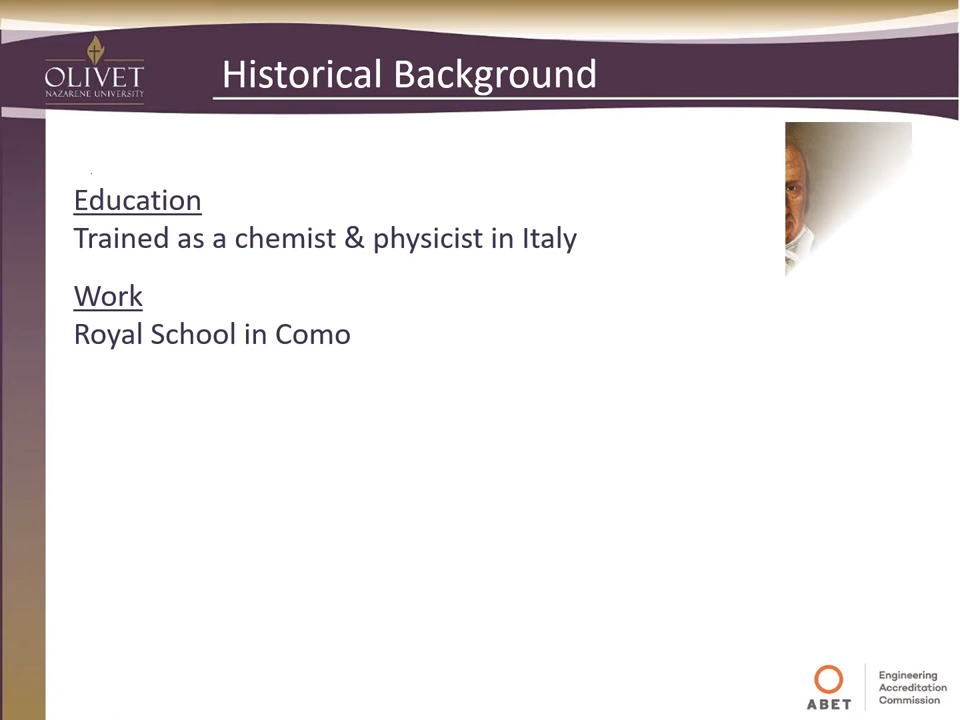 OLIVET
NAZARENE UNIVERSITY
Historical Background
Education
Trained as a chemist & physicist in Italy
Work
Royal School in Como
ABET
Engineering
Accreditation
Commission